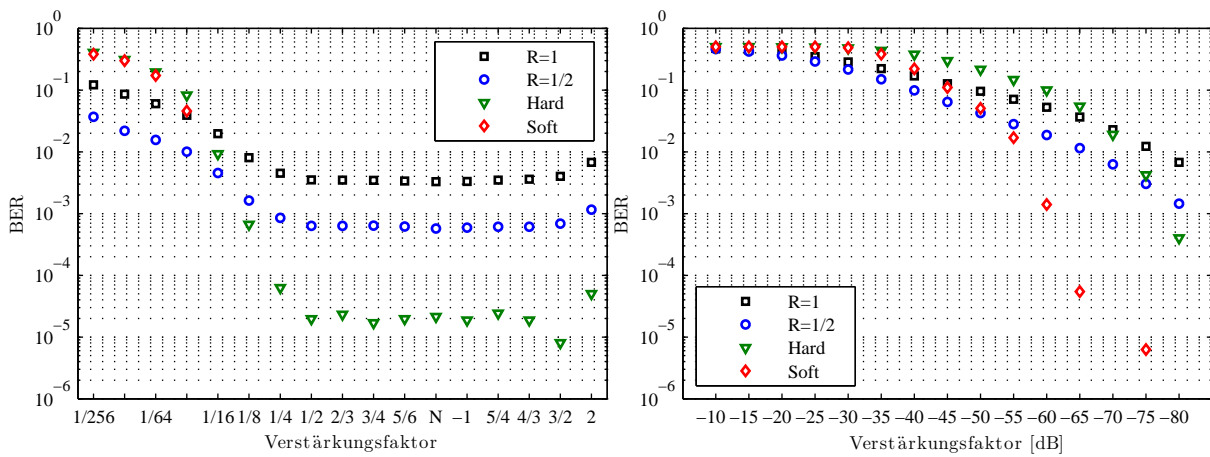 10^0
10^-1
10^-2
10^-3
10^-4
10^-5
10^-6
BER
R=1
R=1/2
Hard
Soft
1/256 1/64 1/16 1/8 1/4 1/2 2/3 3/4 5/6 N −1 5/4 4/3 3/2 2
Verstärkungsfaktor
10^0
10^-1
10^-2
10^-3
10^-4
10^-5
10^-6
BER
R=1
R=1/2
Hard
Soft
−10 −15 −20 −25 −30 −35 −40 −45 −50 −55 −60 −65 −70 −75 −80
Verstärkungsfaktor [dB]